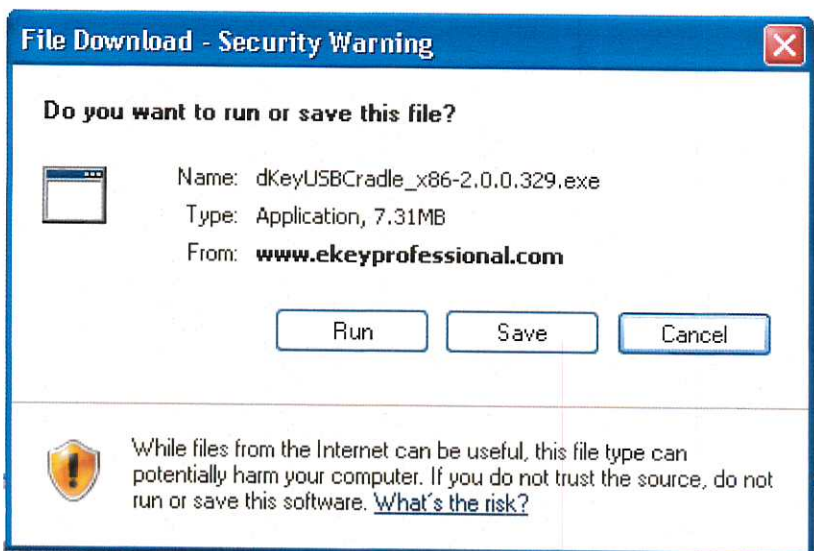 File Download - Security Warning
Do you want to run or save this file?
Name: dKeyUSBCradle_x86-2.0.0.329.exe
Type: Application, 7.31MB
From: www.ekeyprofessional.com
Run Save Cancel
While files from the Internet can be useful, this file type can
potentially harm your computer. If you do not trust the source, do not
run or save this software. What's the risk?